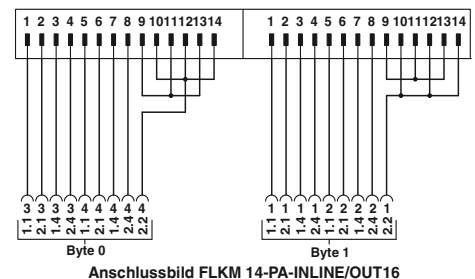 1 2 3 4 5 6 7 8 9 10 11 12 13 14 1 2 3 4 5 6 7 8 9 10 11 12 13 14
3 3 3 3 4 4 4 4 4 1 1 1 1 2 2 2 2 1
1.1 2.1 1.4 2.4 1.1 2.1 1.4 2.4 2.2 1.1 2.1 1.4 2.4 1.1 2.1 1.4 2.4 2.2
Byte 0 Byte 1
Anschlussbild FLKM 14-PA-INLINE/OUT16